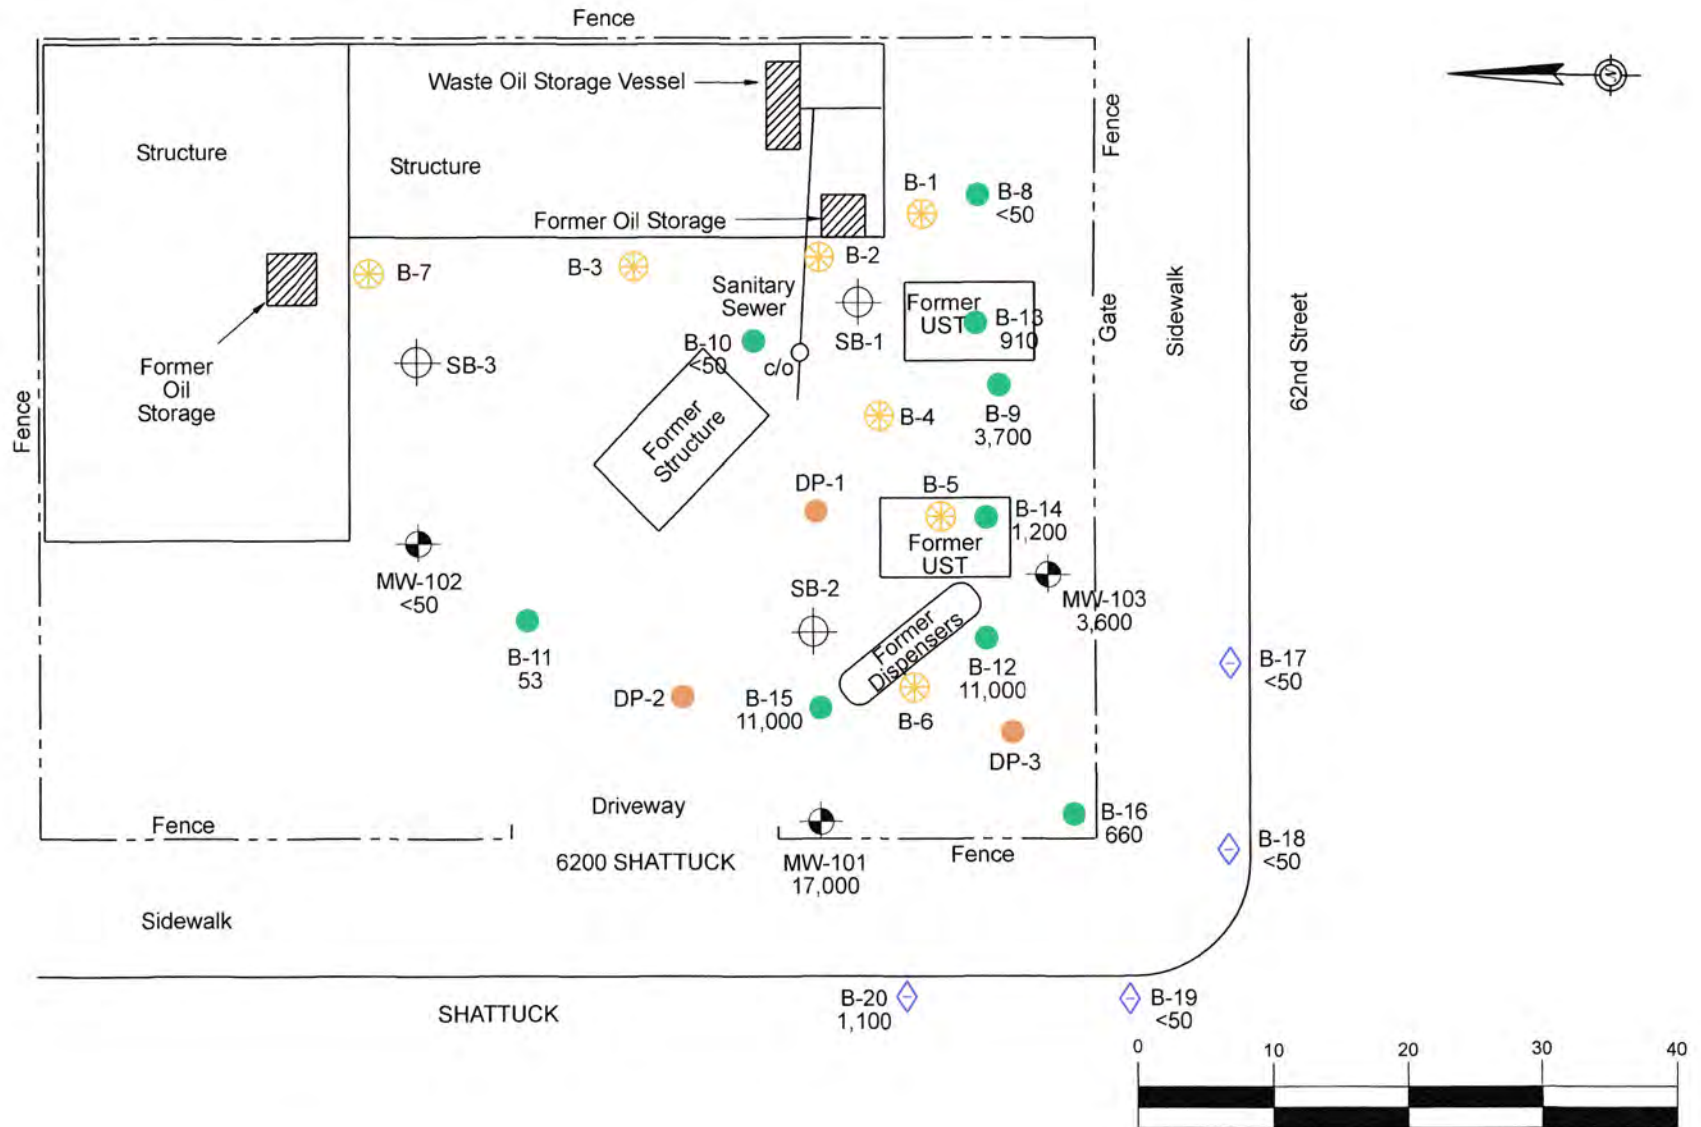 Fence
Waste Oil Storage Vessel
Structure
Structure
Fence
B-1
B-8
<50
Former Oil Storage
B-7
B-3
B-2
Sanitary
Sewer
Former
UST
B-13
910
Gate
Sidewalk
62nd Street
SB-1
B-10
<50
c/o
SB-3
Former
Oil
Storage
Fence
Former
Structure
B-4
B-9
3,700
DP-1
B-5
B-14
1,200
Former
UST
MW-102
<50
SB-2
MW-103
3,600
Former
Dispensers
B-11
53
B-12
11,000
B-17
<50
DP-2
B-15
11,000
B-6
DP-3
Driveway
B-16
660
Fence
6200 SHATTUCK
MW-101
17,000
Fence
B-18
<50
Sidewalk
SHATTUCK
B-20
1,100
B-19
<50
0 10 20 30 40
N